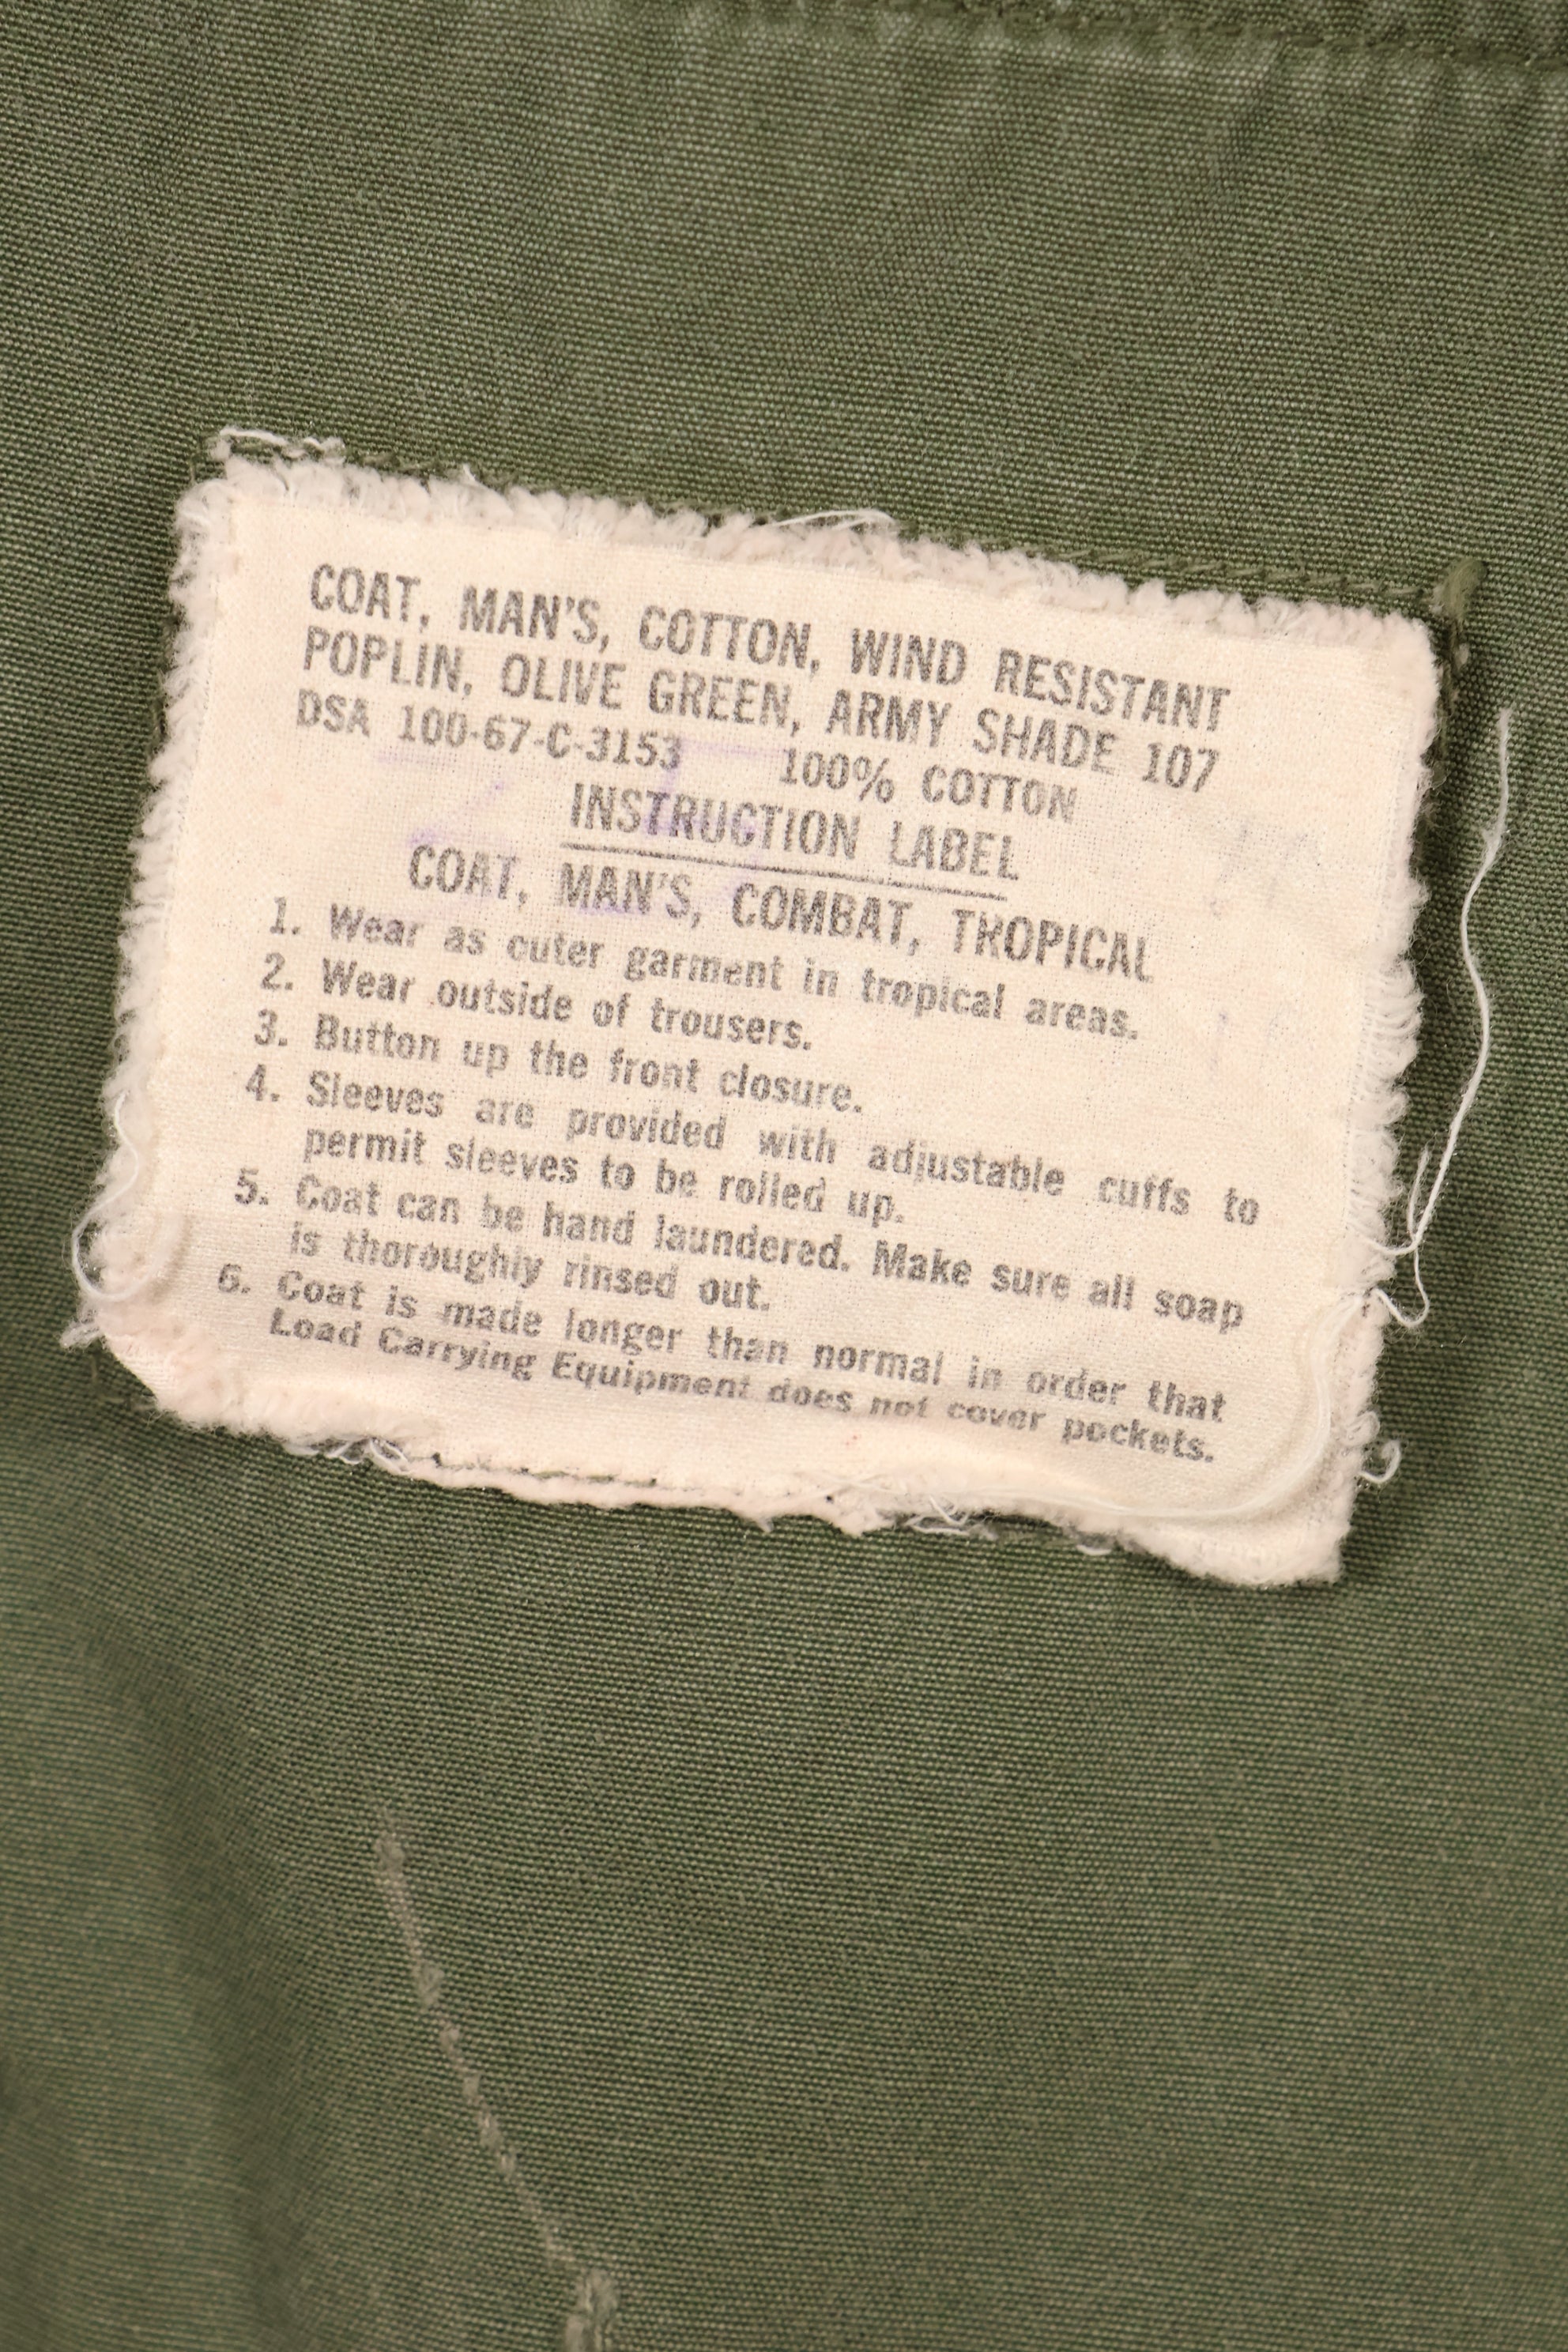 COAT, MAN'S, COTTON, WIND RESISTANT
POPLIN, OLIVE GREEN, ARMY SHADE 107
DSA 100-67-C-3153 100% COTTON
INSTRUCTION LABEL
COAT, MAN'S, COMBAT, TROPICAL
1. Wear as outer garment in tropical areas.
2. Wear outside of trousers.
3. Button up the front closure.
4. Sleeves are provided with adjustable cuffs to
permit sleeves to be rolled up.
5. Coat can be hand laundered. Make sure all soap
is thoroughly rinsed out.
6. Coat is made longer than normal in order that
Load Carrying Equipment does not cover pockets.